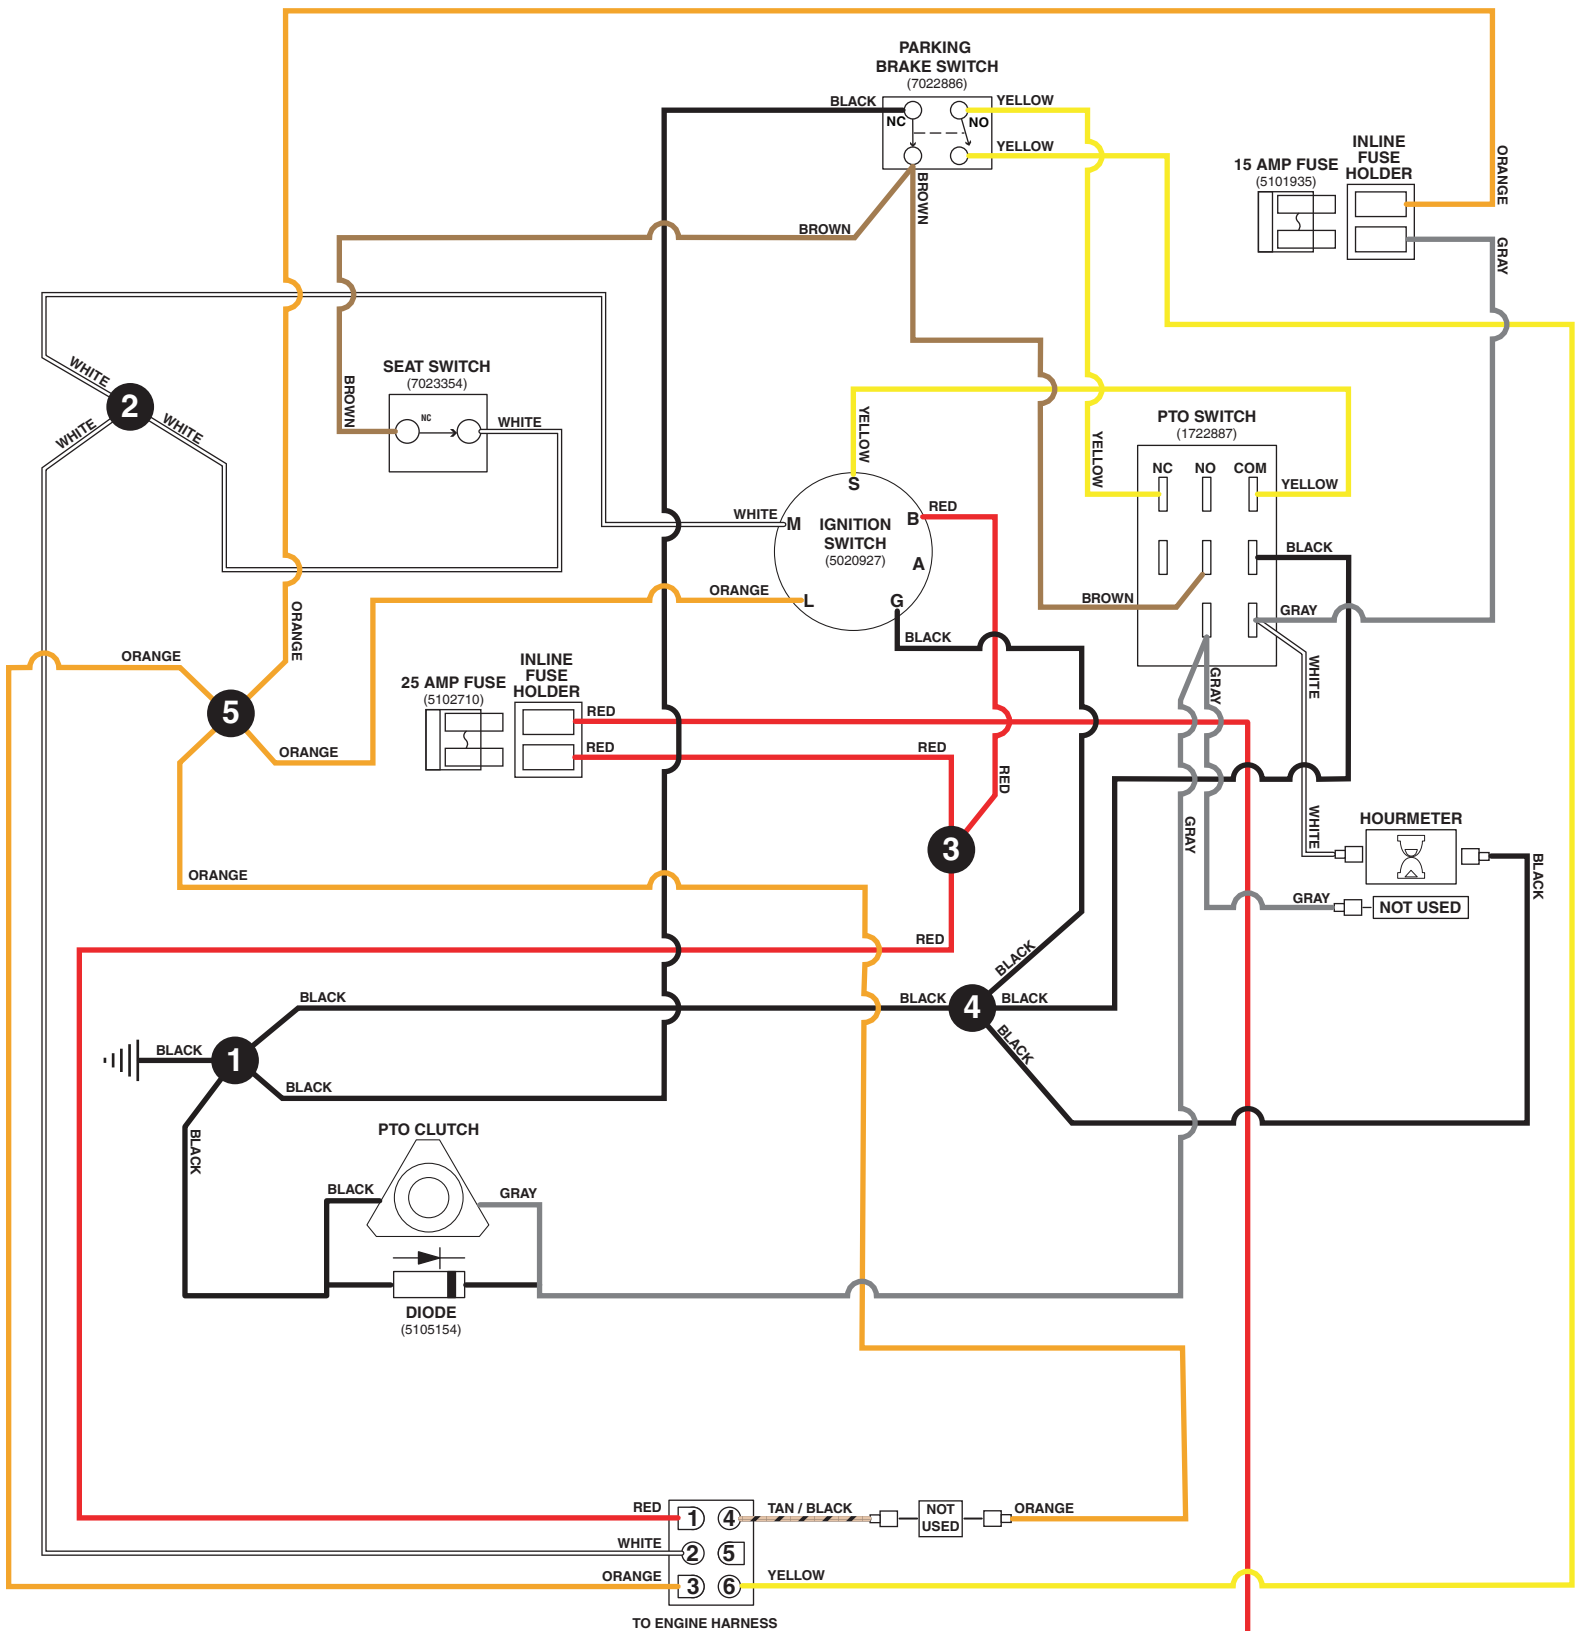 PARKING
BRAKE SWITCH
(7022886)
BLACK
YELLOW
NC
NO
YELLOW
BROWN
BROWN
15 AMP FUSE
(5101935)
INLINE
FUSE
HOLDER
ORANGE
GRAY
WHITE
2
WHITE
WHITE
SEAT SWITCH
(7023354)
BROWN
NC
WHITE
YELLOW
YELLOW
PTO SWITCH
(1722887)
NC
NO
COM
YELLOW
S
WHITE
M
IGNITION
SWITCH
(5020927)
B
RED
A
L
G
ORANGE
BLACK
BLACK
BROWN
GRAY
WHITE
GRAY
ORANGE
ORANGE
5
ORANGE
25 AMP FUSE
(5102710)
INLINE
FUSE
HOLDER
RED
RED
RED
RED
3
GRAY
WHITE
HOURMETER
BLACK
GRAY
NOT USED
ORANGE
RED
BLACK
BLACK
BLACK
4
BLACK
BLACK
BLACK
1
BLACK
BLACK
PTO CLUTCH
BLACK
GRAY
DIODE
(5105154)
RED
1
4
TAN / BLACK
NOT
USED
ORANGE
WHITE
2
5
ORANGE
3
6
YELLOW
TO ENGINE HARNESS